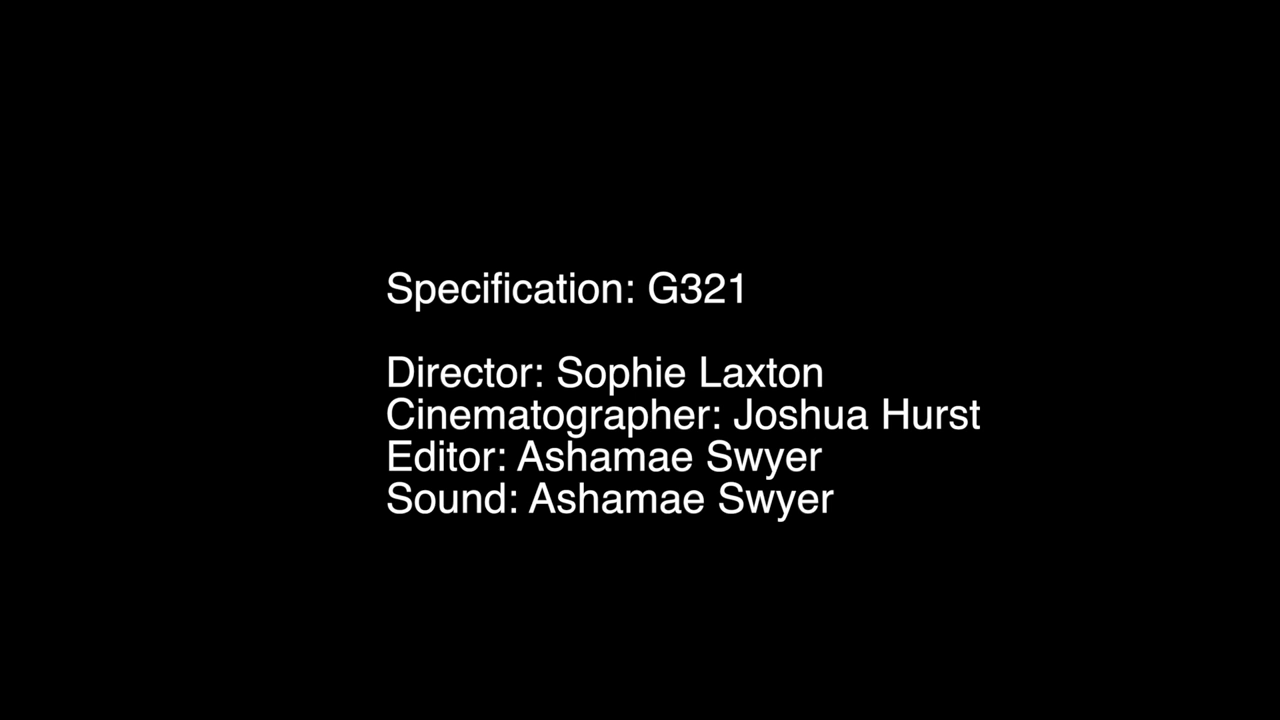 Specification: G321
Director: Sophie Laxton
Cinematographer: Joshua Hurst
Editor: Ashamae Swyer
Sound: Ashamae Swyer